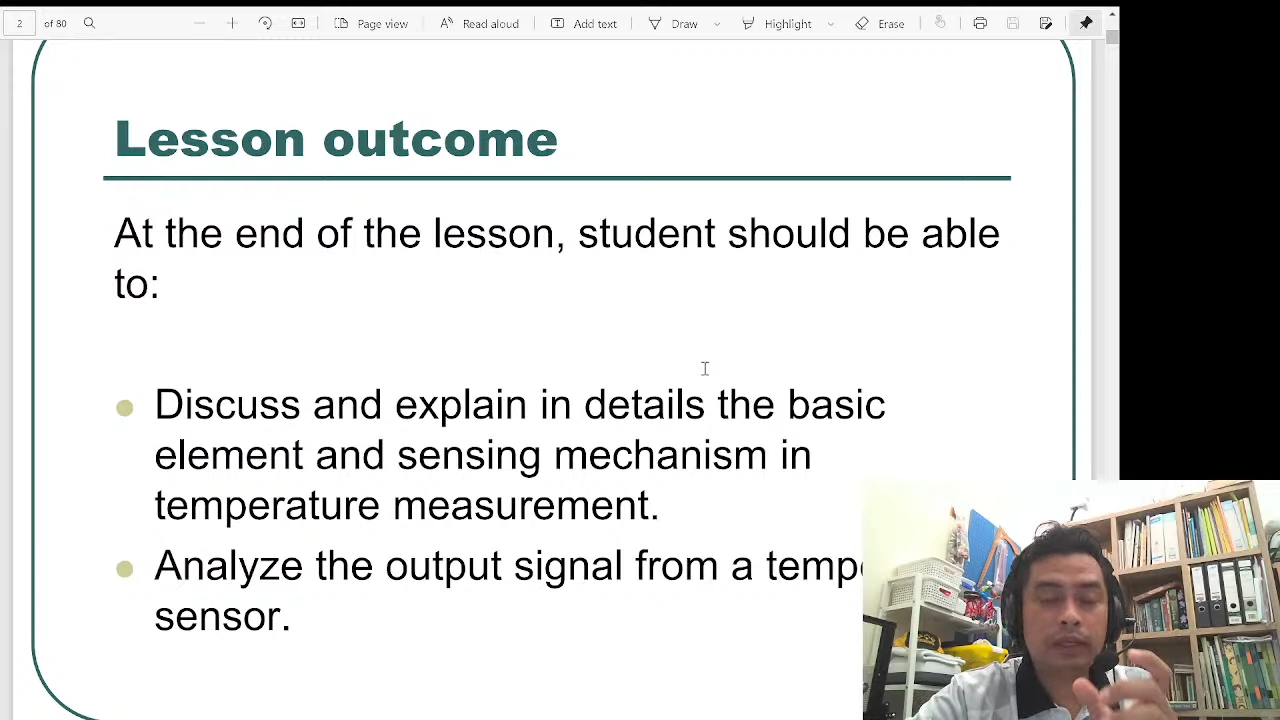 2 of 80 Page view Read aloud Add text Draw Highlight Erase
Lesson outcome
At the end of the lesson, student should be able
to:
Discuss and explain in details the basic
element and sensing mechanism in
temperature measurement.
Analyze the output signal from a tempe
sensor.